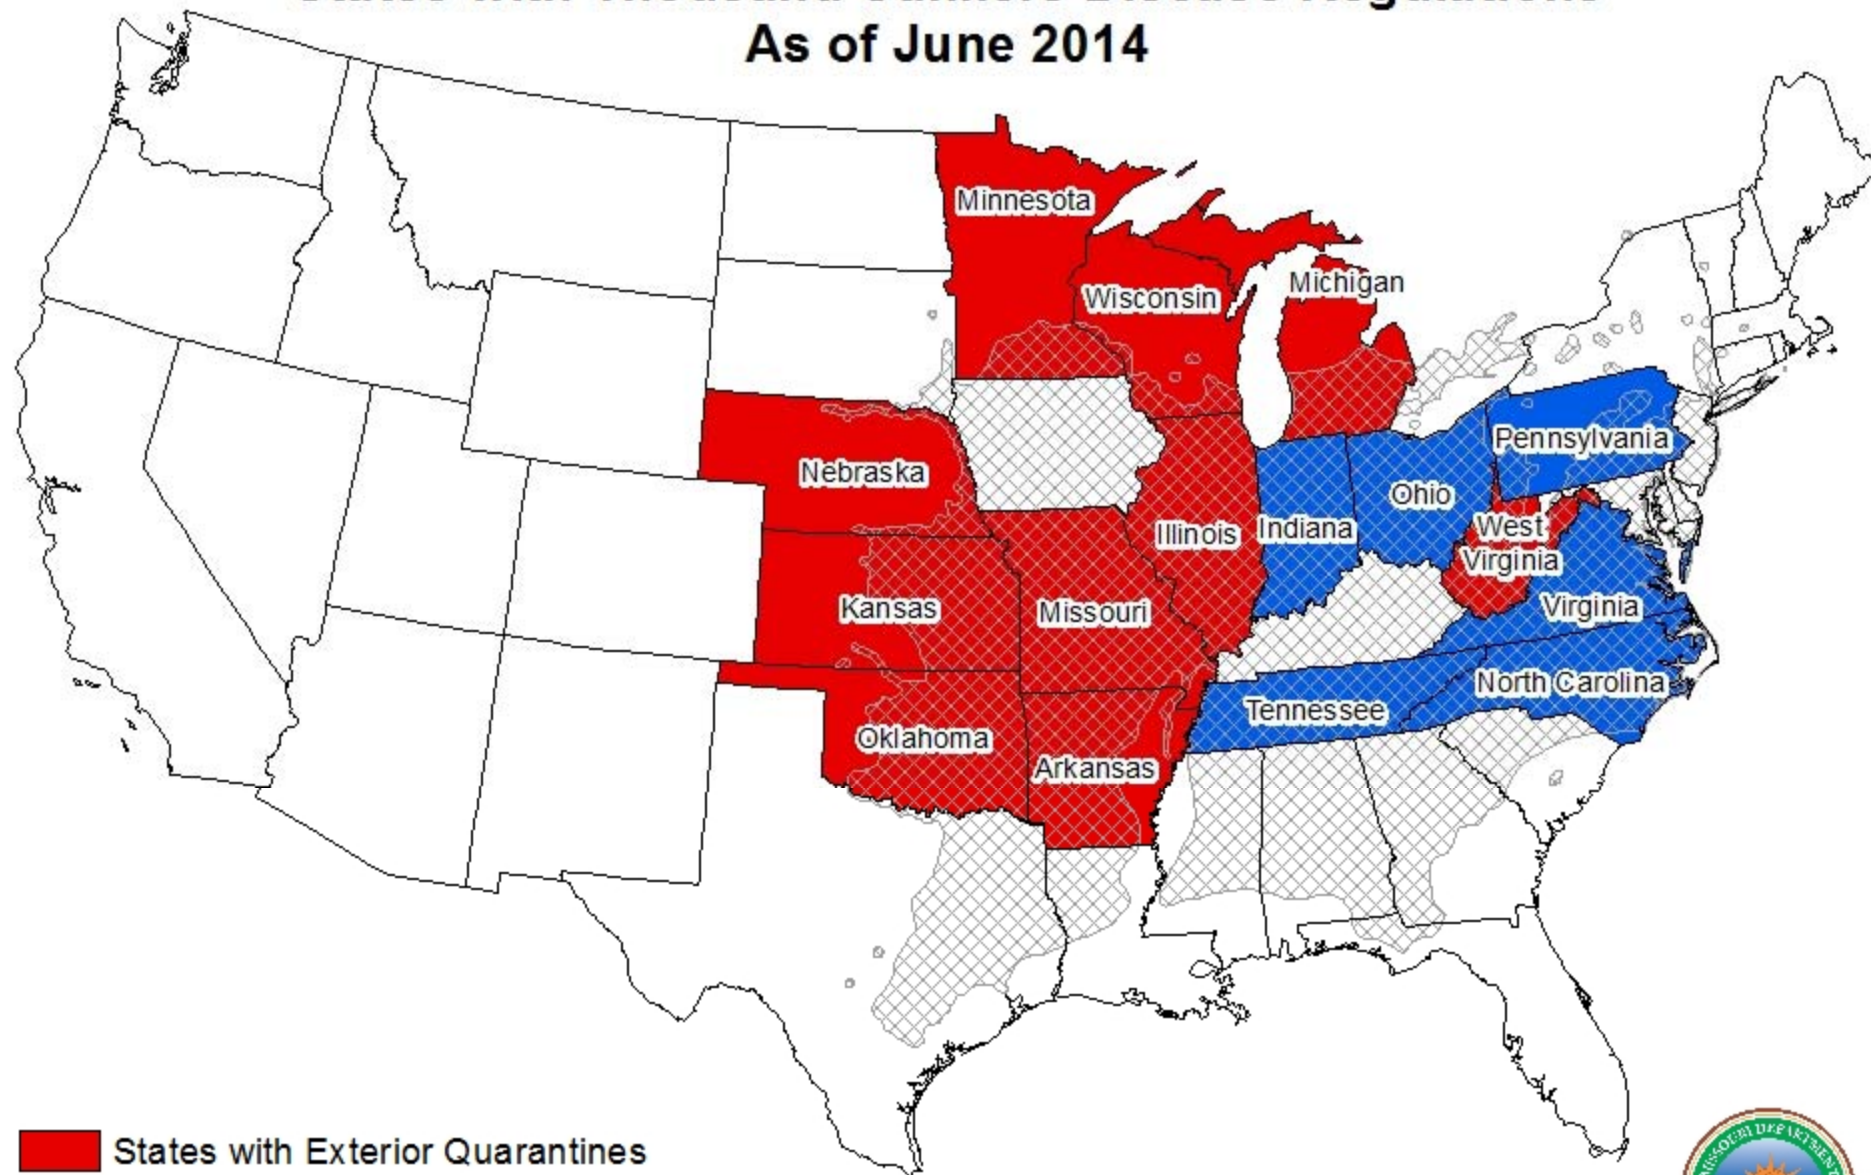 As of June 2014
Minnesota
Wisconsin
Michigan
Nebraska
Pennsylvania
Ohio
Illinois
Indiana
West
Virginia
Kansas
Missouri
Virginia
North Carolina
Tennessee
Oklahoma
Arkansas
States with Exterior Quarantines